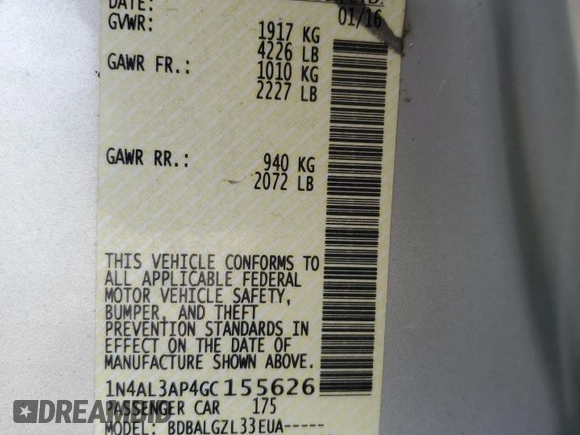 DATE: 01/16
GVWR: 1917 KG
4226 LB
GAWR FR.: 1010 KG
2227 LB
GAWR RR.: 940 KG
2072 LB
THIS VEHICLE CONFORMS TO
ALL APPLICABLE FEDERAL
MOTOR VEHICLE SAFETY,
BUMPER, AND THEFT
PREVENTION STANDARDS IN
EFFECT ON THE DATE OF
MANUFACTURE SHOWN ABOVE.
1N4AL3AP4GC155626
PASSENGER CAR 175
MODEL: BDBALGZL33EUA-----
DREAMBID